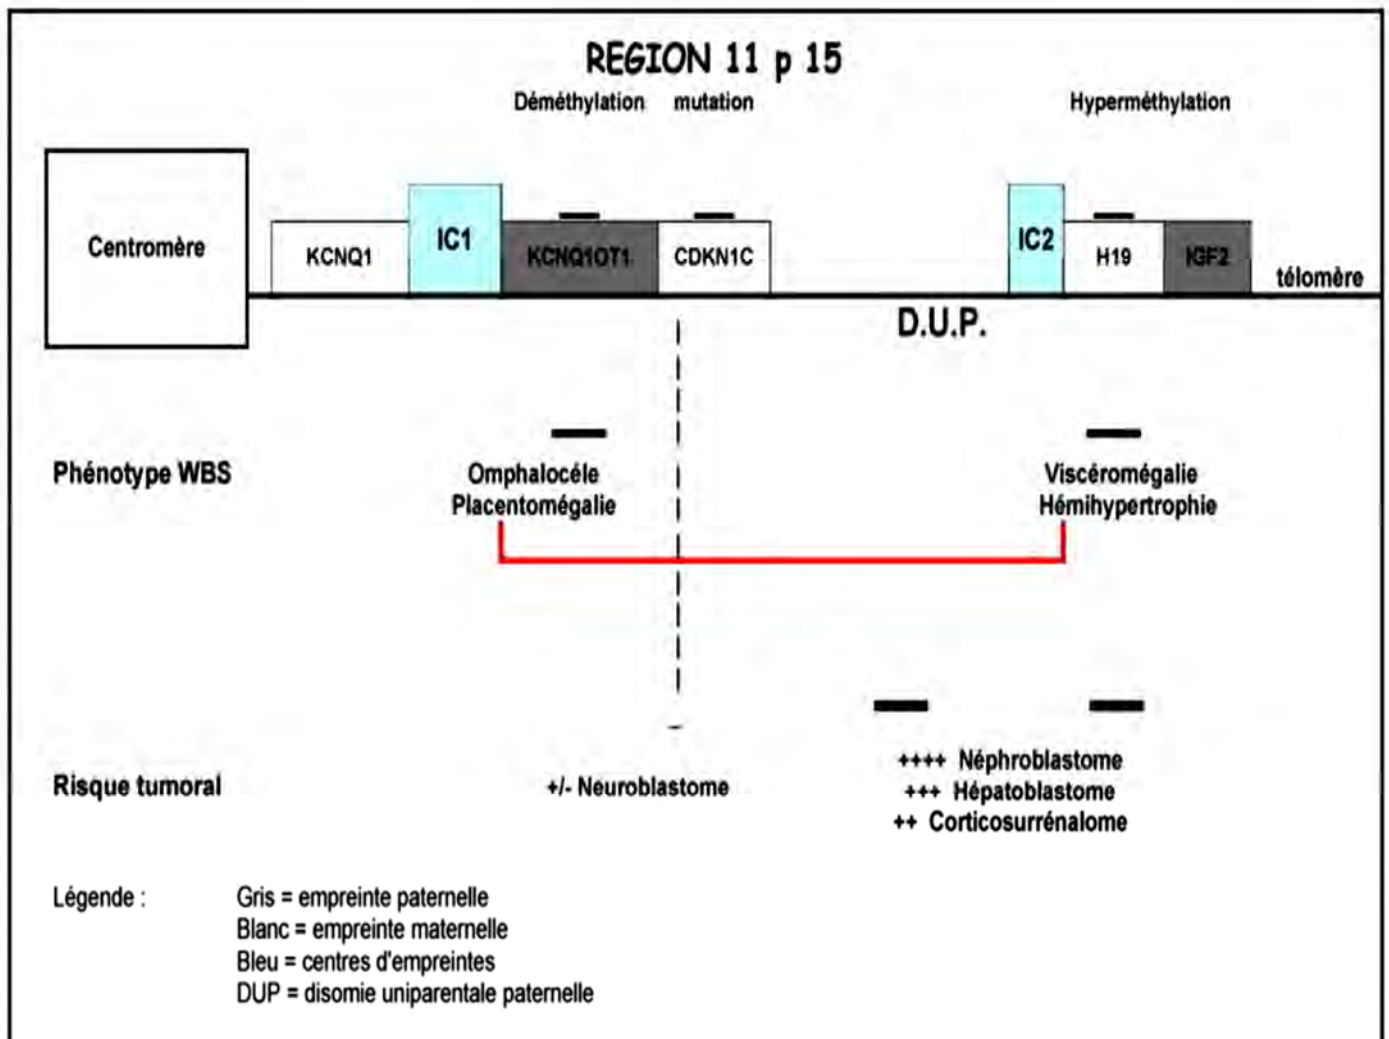 REGION 11 p 15
Déméthylation mutation Hyperméthylation
Centromère
KCNQ1
IC1
KCNQ1OT1
CDKN1C
IC2
H19
IGF2
télomère
D.U.P.
Phénotype WBS
Omphalocéle
Placentomégalie
Viscéromégalie
Hémihypertrophie
Risque tumoral
+/- Neuroblastome
++++ Néphroblastome
+++ Hépatoblastome
++ Corticosurrénalome
Légende :
Gris = empreinte paternelle
Blanc = empreinte maternelle
Bleu = centres d'empreintes
DUP = disomie uniparentale paternelle